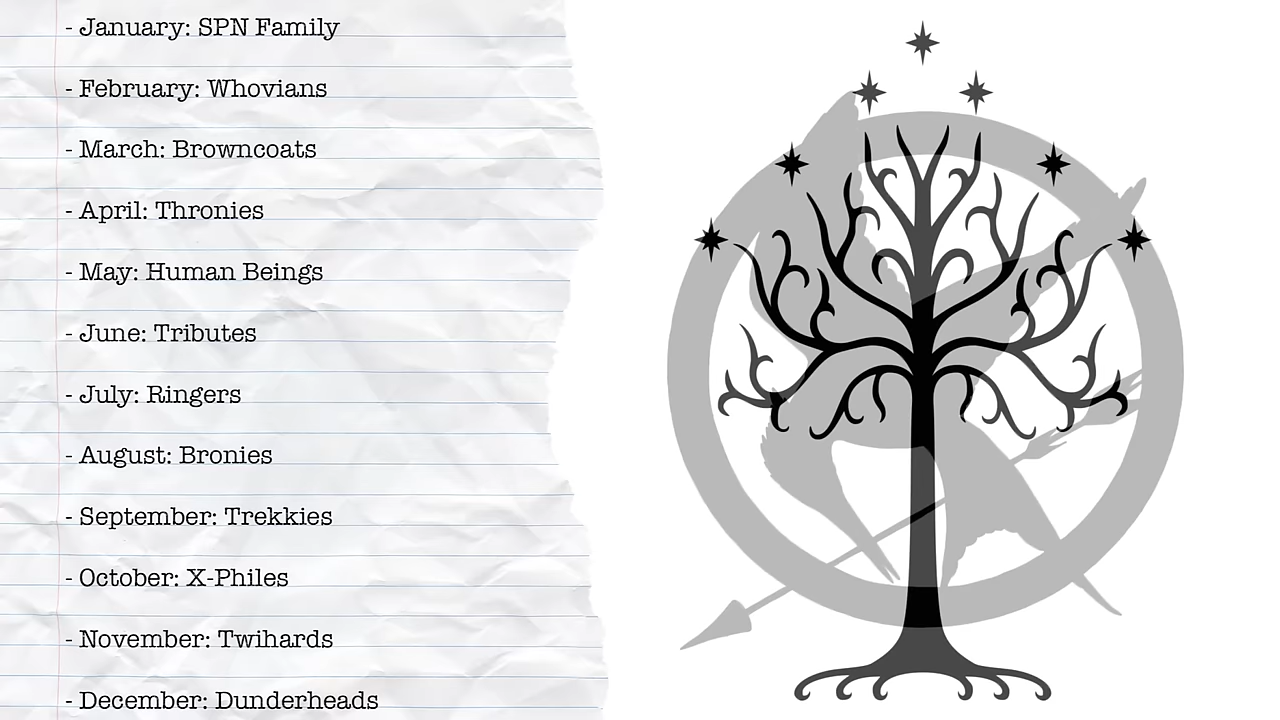 - January: SPN Family
- February: Whovians
- March: Browncoats
- April: Thronies
- May: Human Beings
- June: Tributes
- July: Ringers
- August: Bronies
- September: Trekkies
- October: X-Philes
- November: Twihards
- December: Dunderheads